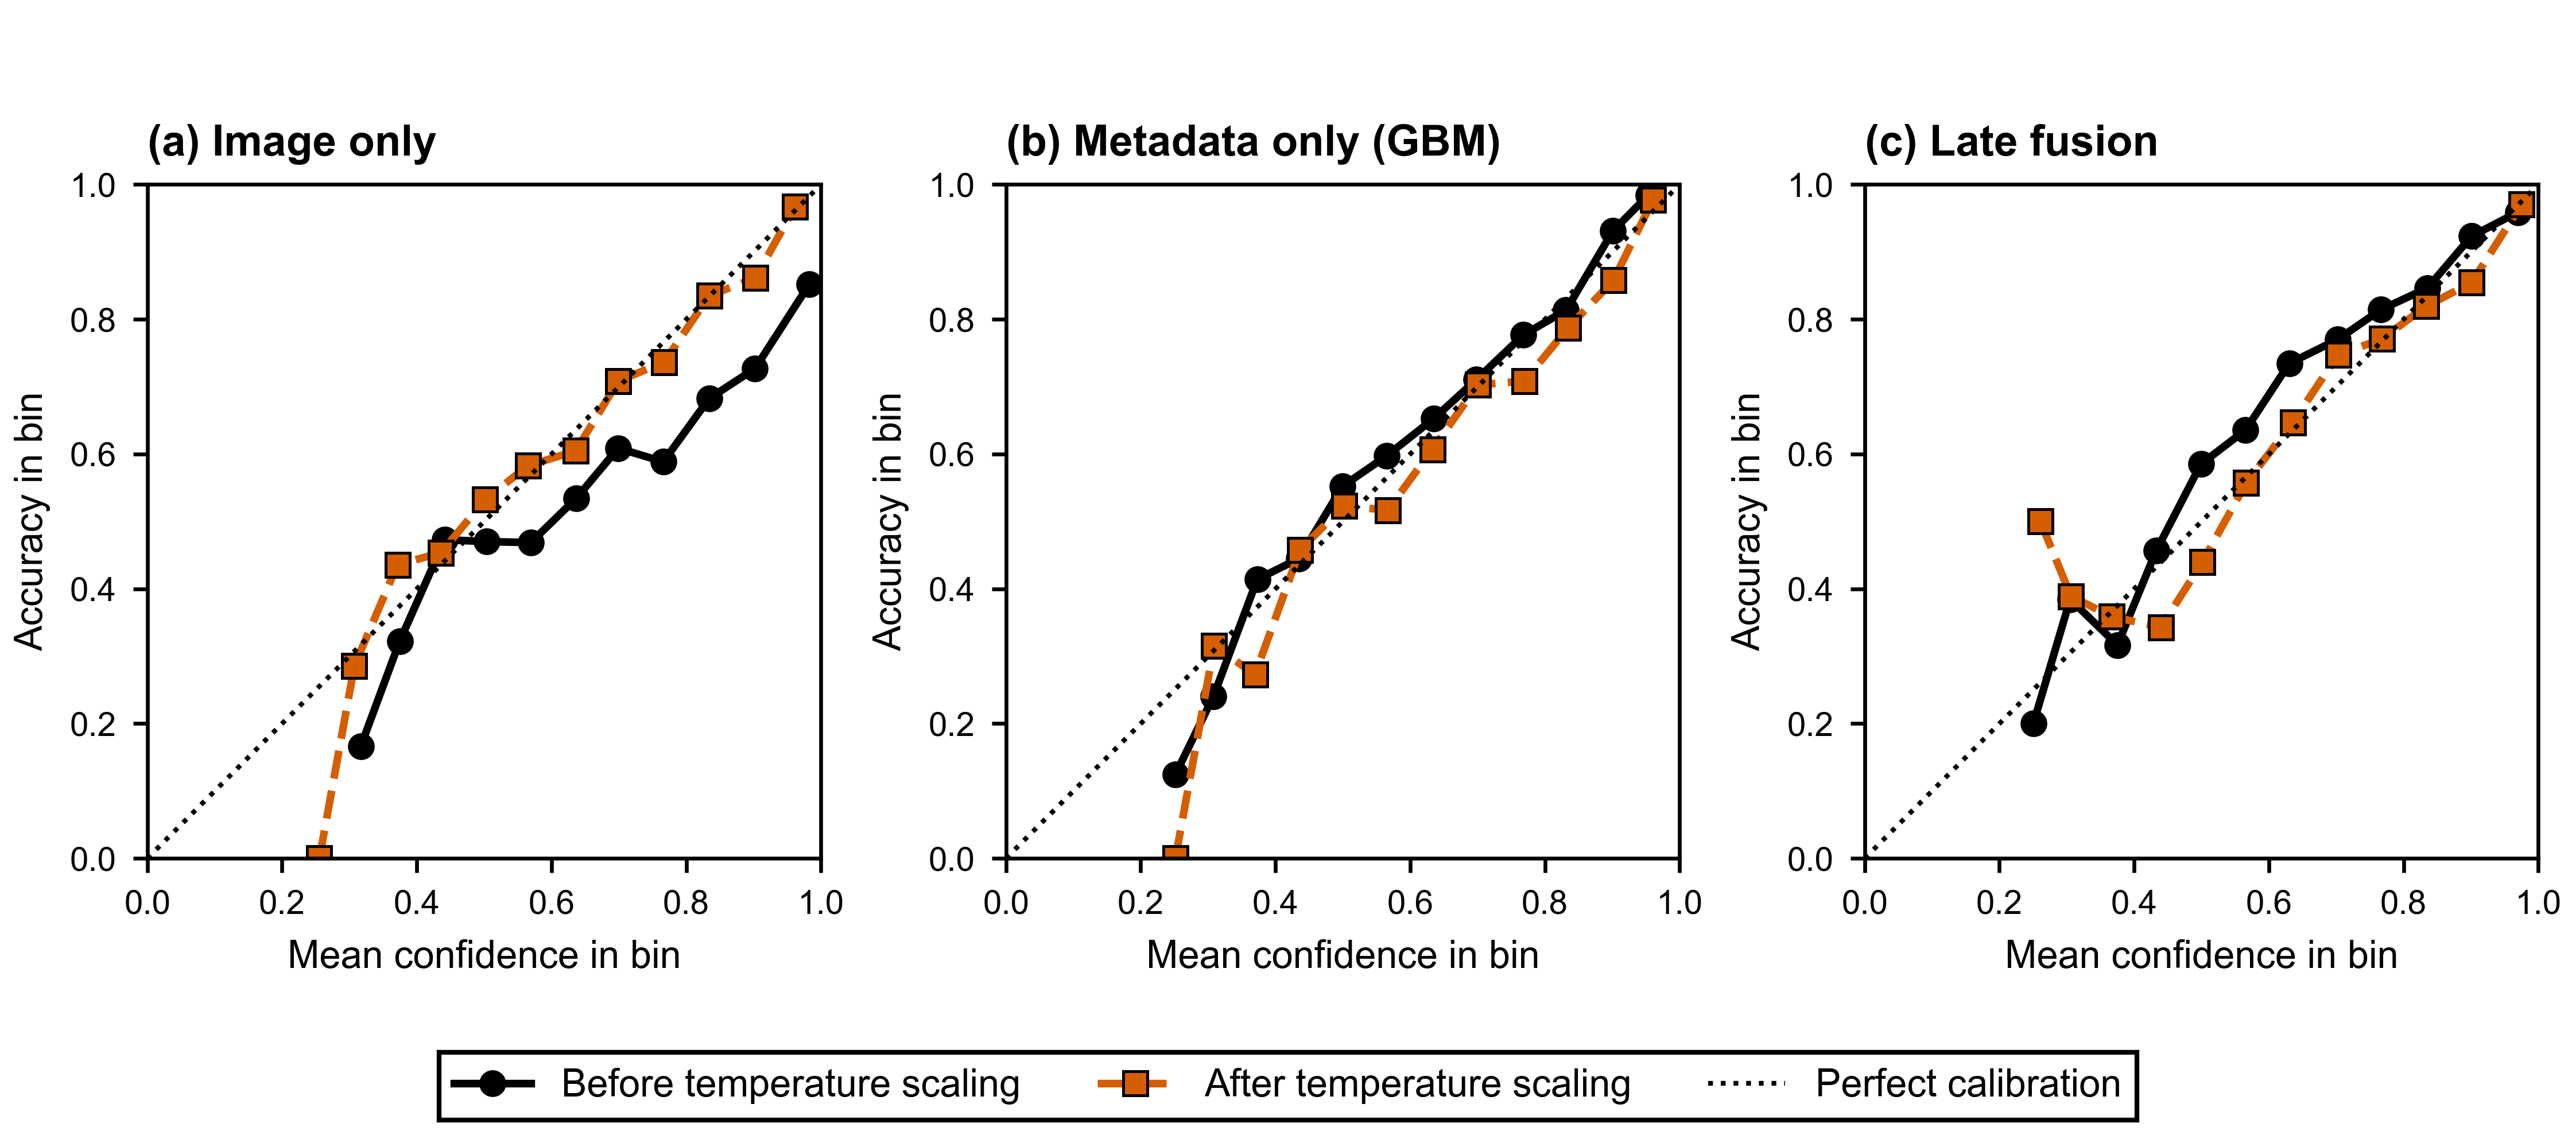 (a) Image only
1.0
0.8
0.6
0.4
0.2
0.0
Accuracy in bin
0.0 0.2 0.4 0.6 0.8 1.0
Mean confidence in bin
(b) Metadata only (GBM)
1.0
0.8
0.6
0.4
0.2
0.0
Accuracy in bin
0.0 0.2 0.4 0.6 0.8 1.0
Mean confidence in bin
(c) Late fusion
1.0
0.8
0.6
0.4
0.2
0.0
Accuracy in bin
0.0 0.2 0.4 0.6 0.8 1.0
Mean confidence in bin
Before temperature scaling After temperature scaling Perfect calibration